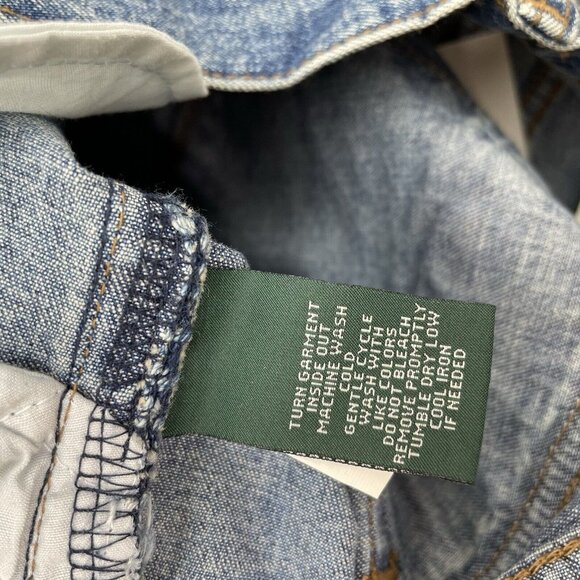 TURN GARMENT
INSIDE OUT
MACHINE WASH
COLD
GENTLE CYCLE
WASH WITH
LIKE COLORS
DO NOT BLEACH
REMOVE PROMPTLY
TUMBLE DRY LOW
COOL IRON
IF NEEDED